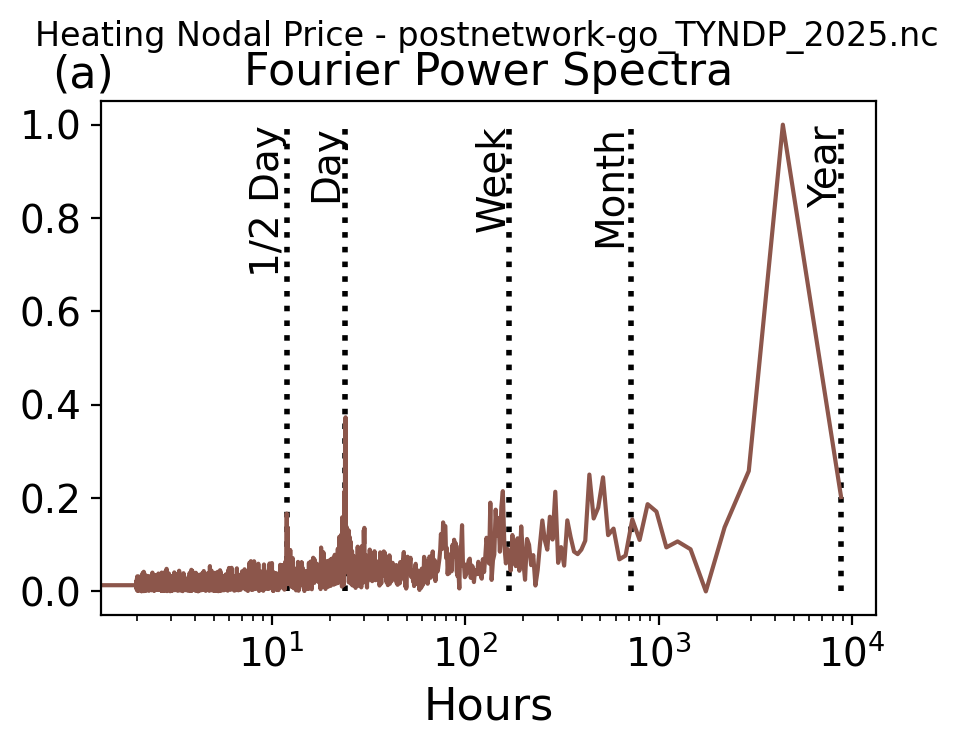 Heating Nodal Price - postnetwork-go_TYNDP_2025.nc
(a) Fourier Power Spectra
1/2 Day
Day
Week
Month
Year
1.0
0.8
0.6
0.4
0.2
0.0
10¹ 10² 10³ 10⁴
Hours